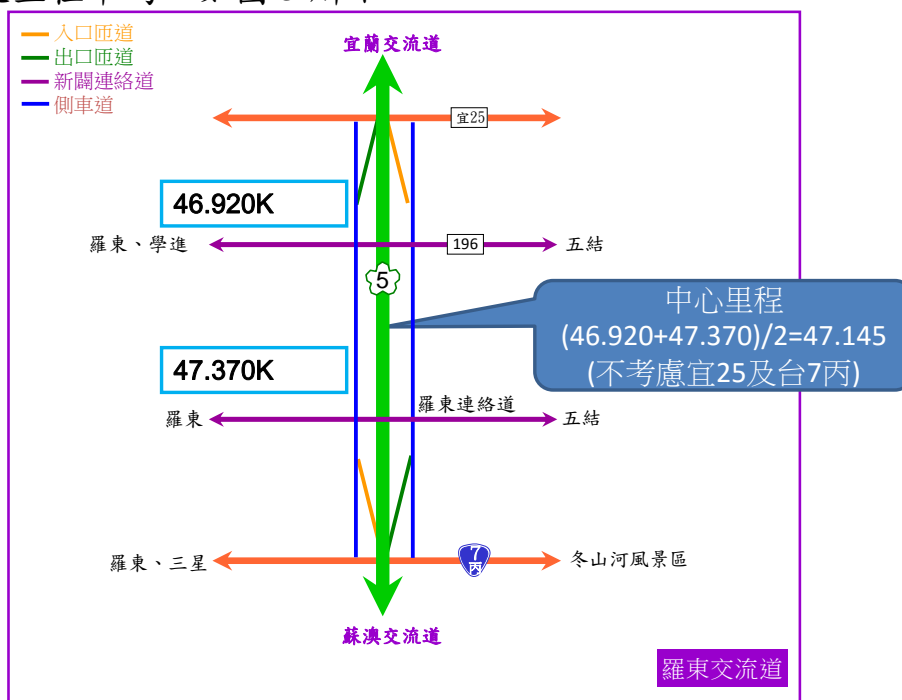 入口匝道
出口匝道
新闢連絡道
側車道
宜蘭交流道
宜25
46.920K
羅東、學進
196
五結
5
中心里程
(46.920+47.370)/2=47.145
(不考慮宜25及台7丙)
47.370K
羅東連絡道
羅東
五結
羅東、三星
7
丙
冬山河風景區
蘇澳交流道
羅東交流道